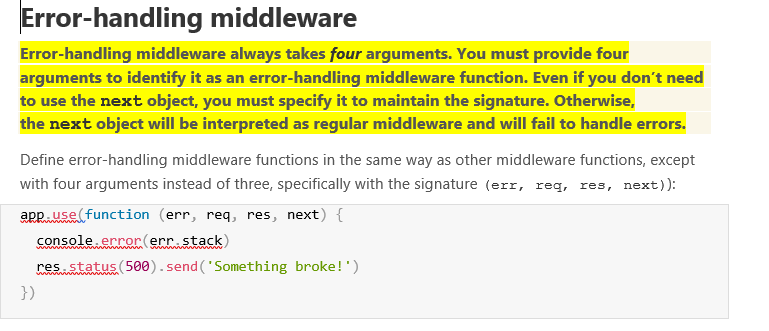 Error-handling middleware
Error-handling middleware always takes four arguments. You must provide four
arguments to identify it as an error-handling middleware function. Even if you don’t need
to use the next object, you must specify it to maintain the signature. Otherwise,
the next object will be interpreted as regular middleware and will fail to handle errors.
Define error-handling middleware functions in the same way as other middleware functions, except
with four arguments instead of three, specifically with the signature (err, req, res, next)):
app.use(function (err, req, res, next) {
  console.error(err.stack)
  res.status(500).send('Something broke!')
})